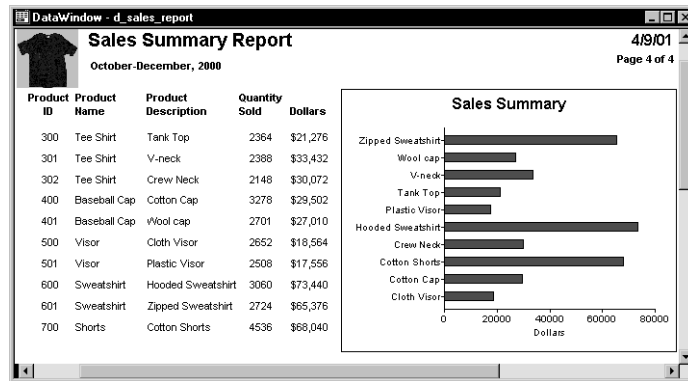 DataWindow - d_sales_report
Sales Summary Report
4/9/01
October-December, 2000
Page 4 of 4
Product ID Product Name Product Description Quantity Sold Dollars
300 Tee Shirt Tank Top 2364 $21,276
301 Tee Shirt V-neck 2388 $33,432
302 Tee Shirt Crew Neck 2148 $30,072
400 Baseball Cap Cotton Cap 3278 $29,502
401 Baseball Cap Wool cap 2701 $27,010
500 Visor Cloth Visor 2652 $18,564
501 Visor Plastic Visor 2508 $17,556
600 Sweatshirt Hooded Sweatshirt 3060 $73,440
601 Sweatshirt Zipped Sweatshirt 2724 $65,376
700 Shorts Cotton Shorts 4536 $68,040
Sales Summary
Zipped Sweatshirt
Wool cap
V-neck
Tank Top
Plastic Visor
Hooded Sweatshirt
Crew Neck
Cotton Shorts
Cotton Cap
Cloth Visor
0 20000 40000 60000 80000
Dollars